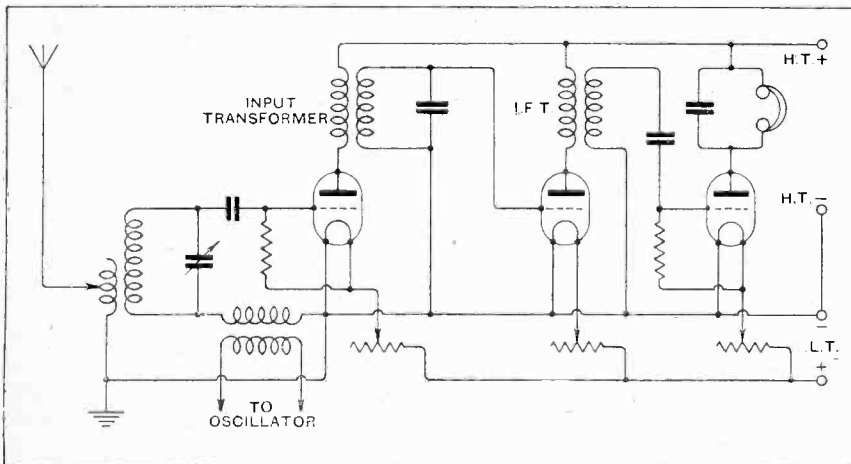 H.T.+
INPUT
TRANSFORMER
I.F.T.
H.T.-
-
L.T.
+
TO
OSCILLATOR